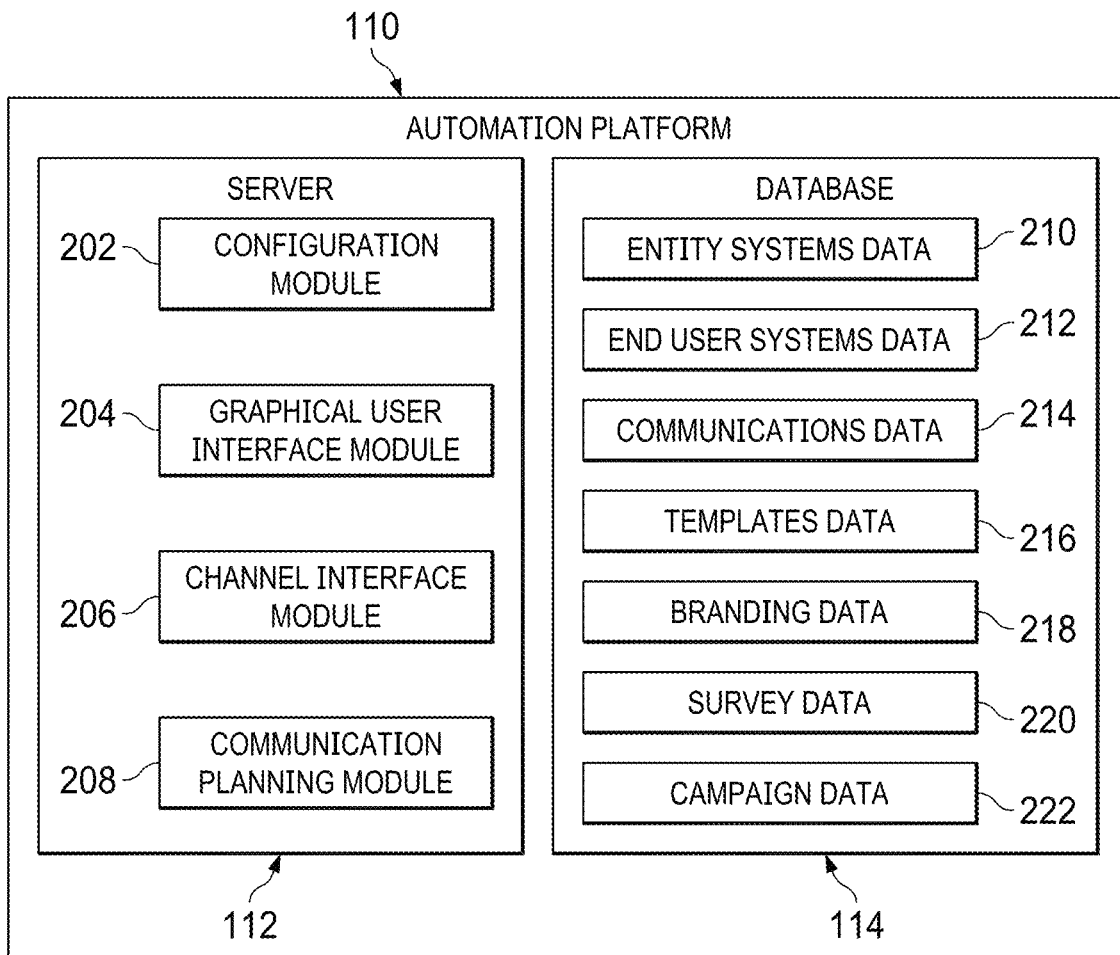 110
AUTOMATION PLATFORM
SERVER
202
CONFIGURATION
MODULE
204
GRAPHICAL USER
INTERFACE MODULE
206
CHANNEL INTERFACE
MODULE
208
COMMUNICATION
PLANNING MODULE
112
DATABASE
ENTITY SYSTEMS DATA
210
END USER SYSTEMS DATA
212
COMMUNICATIONS DATA
214
TEMPLATES DATA
216
BRANDING DATA
218
SURVEY DATA
220
CAMPAIGN DATA
222
114